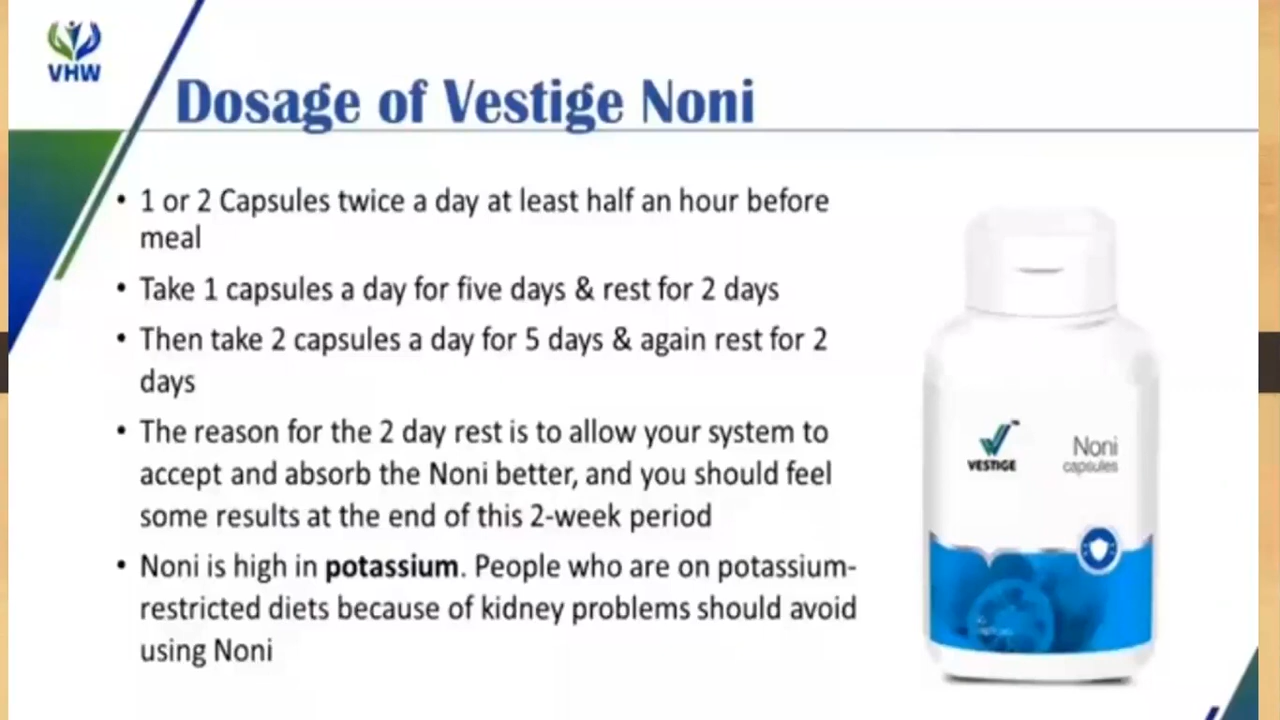 VHW
Dosage of Vestige Noni
• 1 or 2 Capsules twice a day at least half an hour before
meal
• Take 1 capsules a day for five days & rest for 2 days
• Then take 2 capsules a day for 5 days & again rest for 2
days
• The reason for the 2 day rest is to allow your system to
accept and absorb the Noni better, and you should feel
some results at the end of this 2-week period
• Noni is high in potassium. People who are on potassium-
restricted diets because of kidney problems should avoid
using Noni
VESTIGE
Noni
capsules